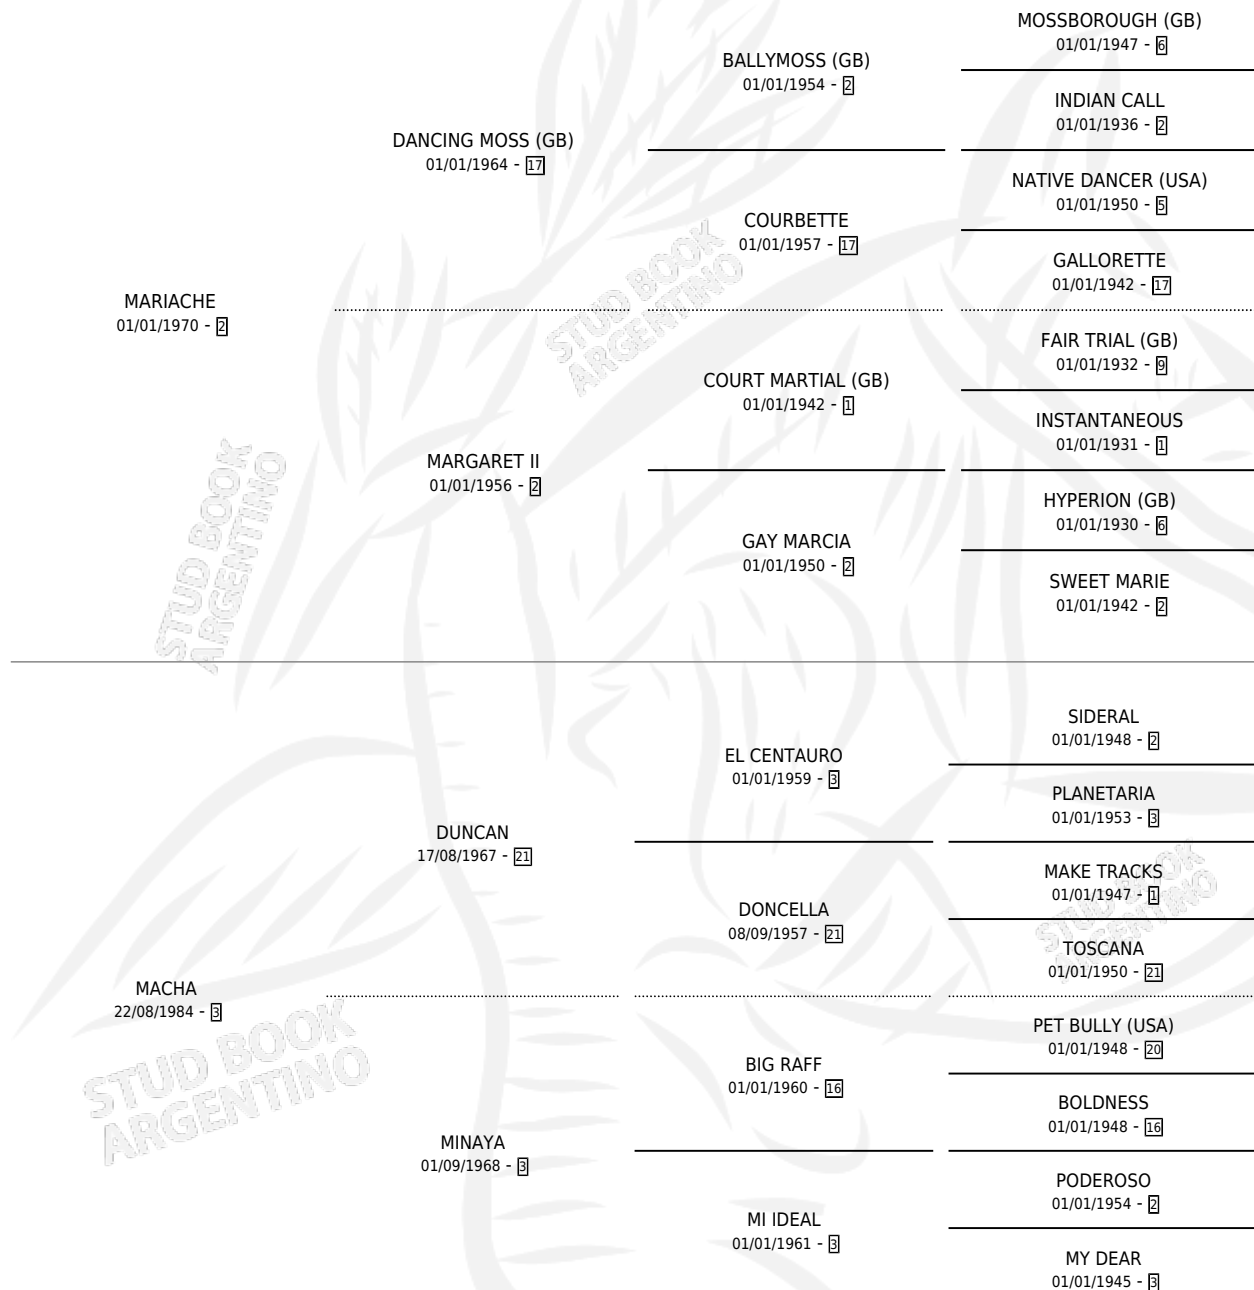 MOSSBOROUGH (GB)
01/01/1947 - 6
BALLYMOSS (GB)
01/01/1954 - 2
INDIAN CALL
01/01/1936 - 2
DANCING MOSS (GB)
01/01/1964 - 17
NATIVE DANCER (USA)
01/01/1950 - 5
COURBETTE
01/01/1957 - 17
GALLORETTE
01/01/1942 - 17
MARIACHE
01/01/1970 - 2
FAIR TRIAL (GB)
01/01/1932 - 9
COURT MARTIAL (GB)
01/01/1942 - 1
INSTANTANEOUS
01/01/1931 - 1
MARGARET II
01/01/1956 - 2
HYPERION (GB)
01/01/1930 - 6
GAY MARCIA
01/01/1950 - 2
SWEET MARIE
01/01/1942 - 2
SIDERAL
01/01/1948 - 2
EL CENTAURO
01/01/1959 - 3
PLANETARIA
01/01/1953 - 3
DUNCAN
17/08/1967 - 21
MAKE TRACKS
01/01/1947 - 1
DONCELLA
08/09/1957 - 21
TOSCANA
01/01/1950 - 21
MACHA
22/08/1984 - 3
PET BULLY (USA)
01/01/1948 - 20
BIG RAFF
01/01/1960 - 16
BOLDNESS
01/01/1948 - 16
MINAYA
01/09/1968 - 3
PODEROSO
01/01/1954 - 2
MI IDEAL
01/01/1961 - 3
MY DEAR
01/01/1945 - 3
STUD BOOK
ARGENTINO
STUD BOOK
ARGENTINO
STUD BOOK
ARGENTINO
STUD BOOK
ARGENTINO